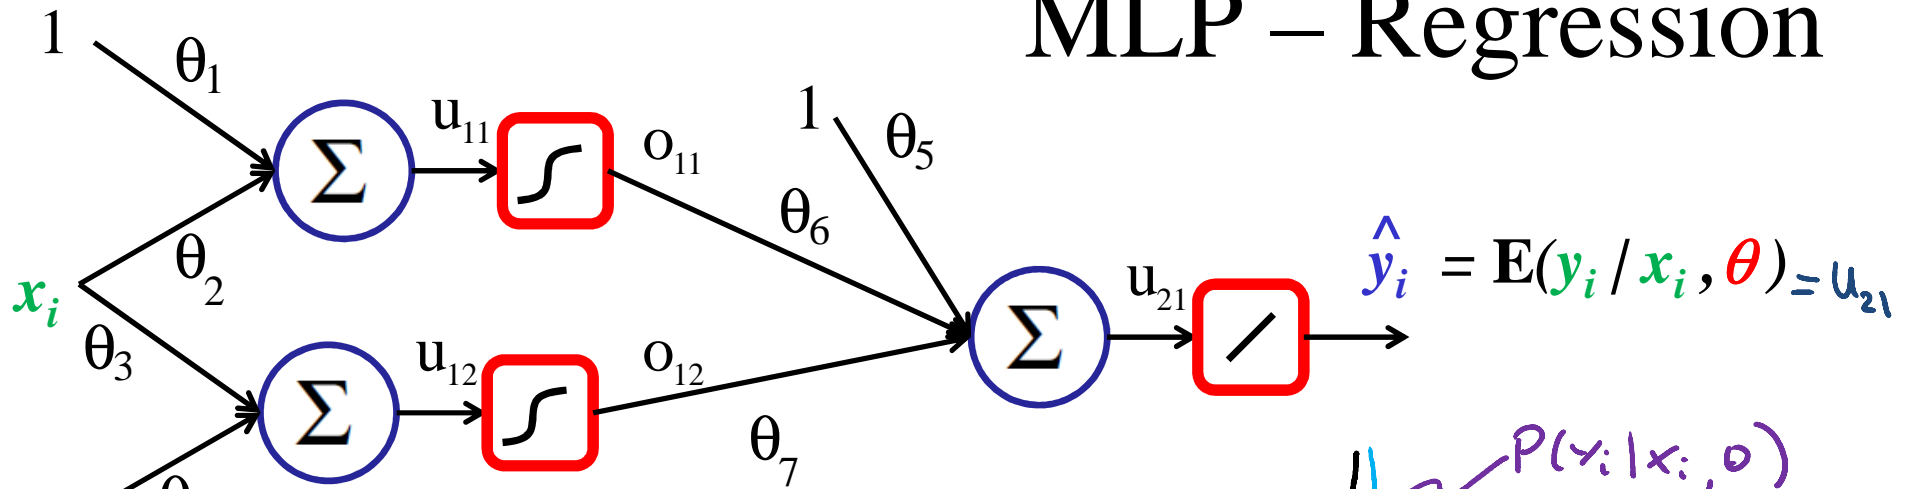 MLP – Regression
1
θ1
u11
o11
1
θ5
Σ
θ6
θ2
xi
ŷi = E(yi / xi , θ) = u21
u21
θ3
Σ
u12
o12
Σ
θ7
P(yi | xi, θ)